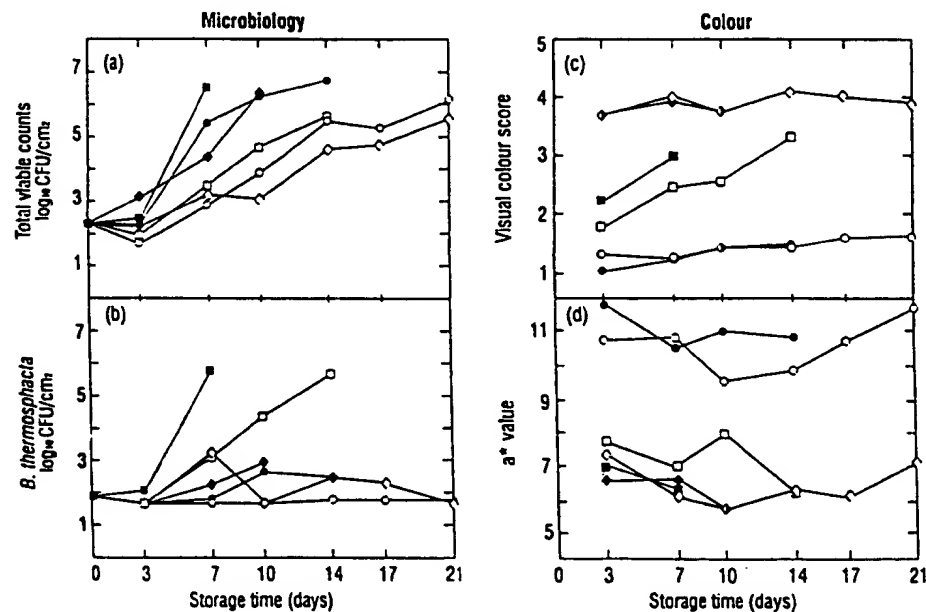 Microbiology
Colour
(a)
7
5
3
1
Total viable counts
log₁₀ CFU/cm₂
(b)
7
5
3
1
B. thermosphacta
log₁₀ CFU/cm₂
0 3 7 10 14 17 21
Storage time (days)
(c)
5
4
3
2
1
Visual colour score
(d)
11
9
7
5
a* value
0 3 7 10 14 17 21
Storage time (days)